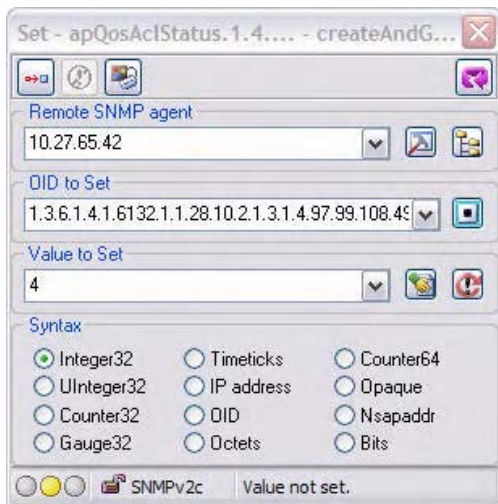 Set - apQosAclStatus.1.4.... - createAndG...
Remote SNMP agent
10.27.65.42
OID to Set
1.3.6.1.4.1.6132.1.1.28.10.2.1.3.1.4.97.99.108.49
Value to Set
4
Syntax
Integer32 Timeticks Counter64
UInteger32 IP address Opaque
Counter32 OID Nsapaddr
Gauge32 Octets Bits
SNMPv2c Value not set.